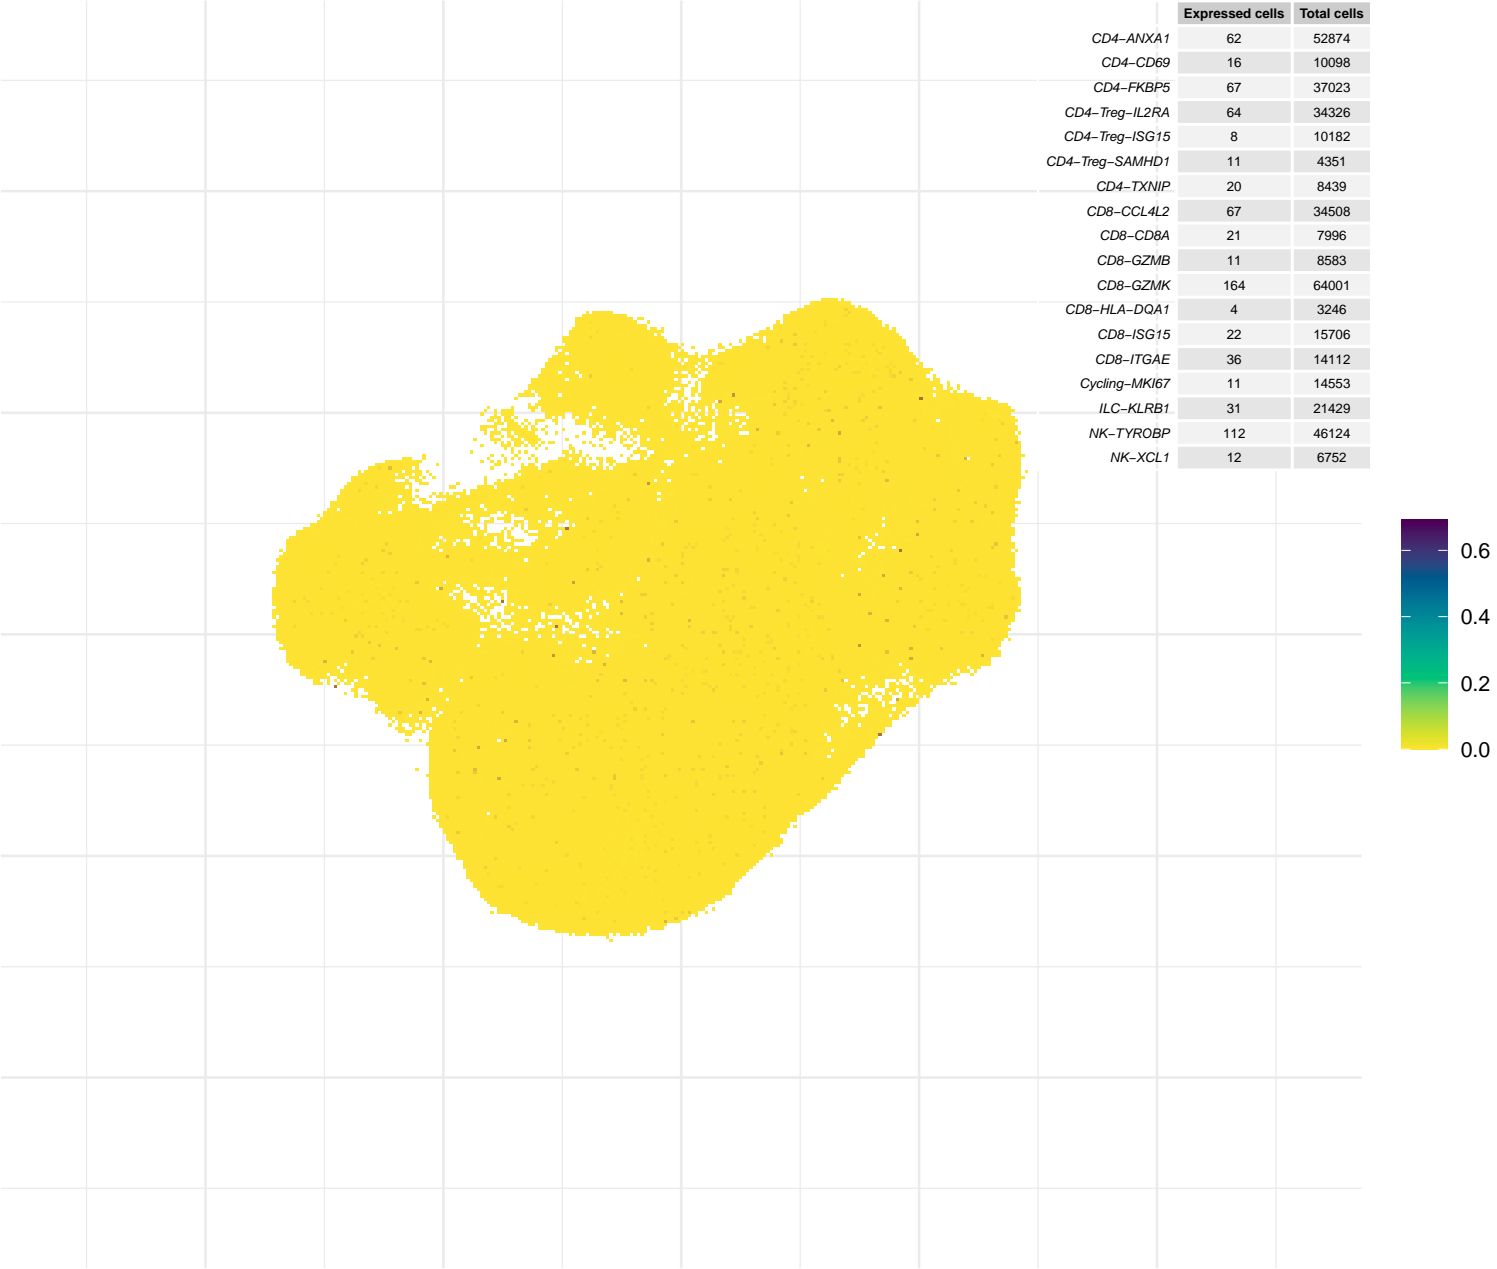 Expressed cells Total cells
CD4−ANXA1 62 52874
CD4−CD69 16 10098
CD4−FKBP5 67 37023
CD4−Treg−IL2RA 64 34326
CD4−Treg−ISG15 8 10182
CD4−Treg−SAMHD1 11 4351
CD4−TXNIP 20 8439
CD8−CCL4L2 67 34508
CD8−CD8A 21 7996
CD8−GZMB 11 8583
CD8−GZMK 164 64001
CD8−HLA−DQA1 4 3246
CD8−ISG15 22 15706
CD8−ITGAE 36 14112
Cycling−MKI67 11 14553
ILC−KLRB1 31 21429
NK−TYROBP 112 46124
NK−XCL1 12 6752
0.6
0.4
0.2
0.0